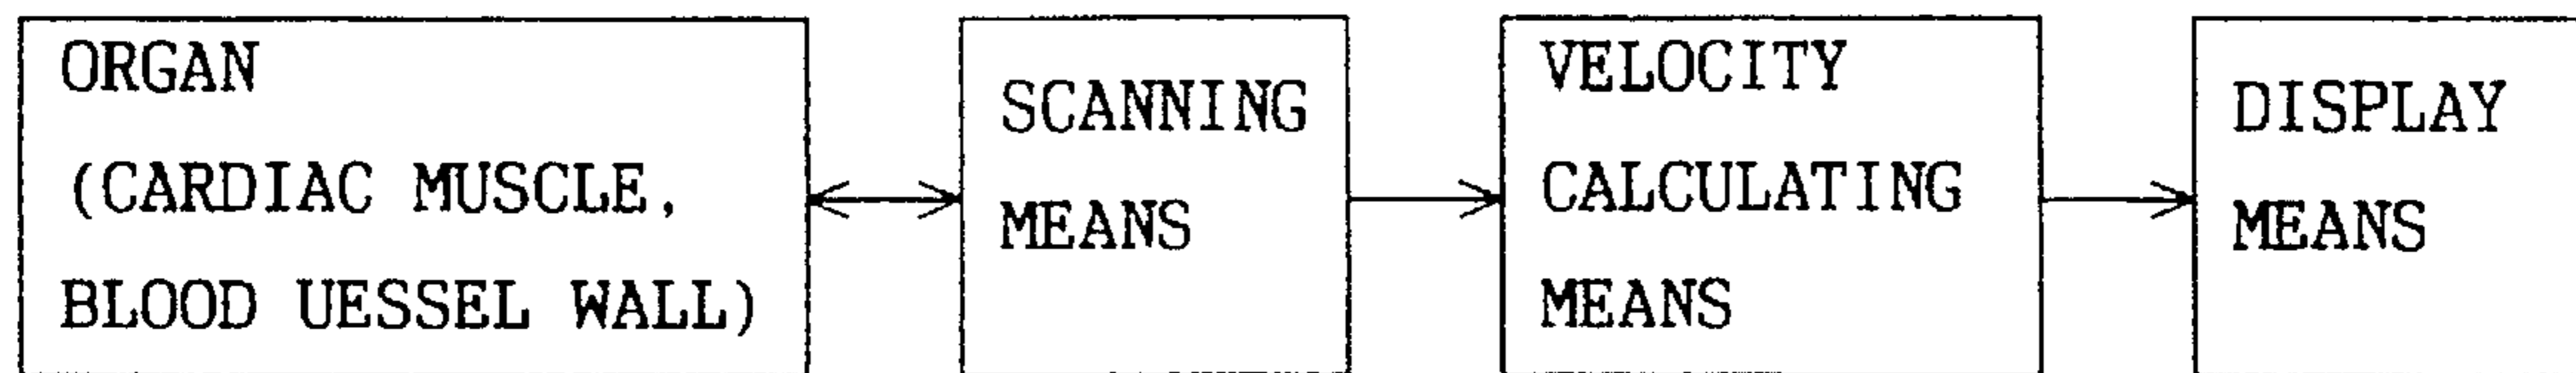 ORGAN
(CARDIAC MUSCLE,
BLOOD UESSEL WALL)
SCANNING
MEANS
VELOCITY
CALCULATING
MEANS
DISPLAY
MEANS